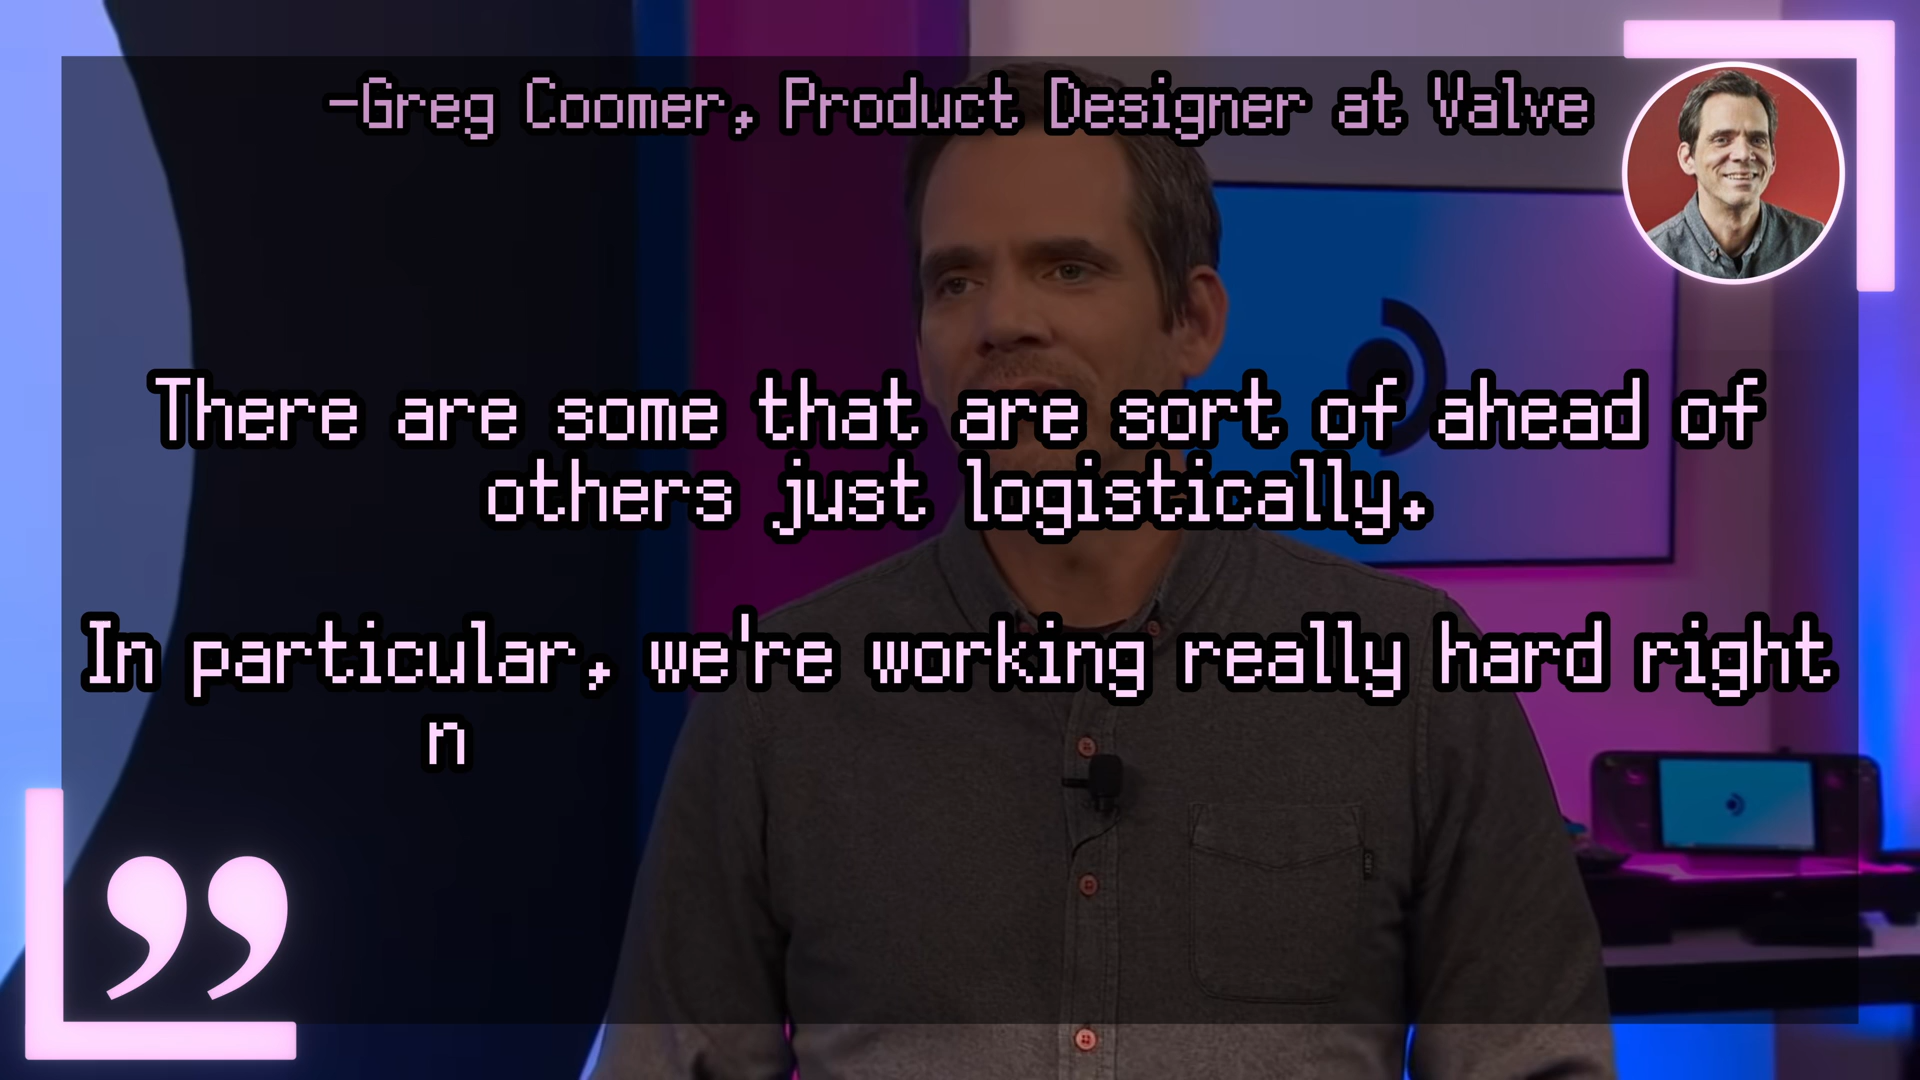 -Greg Coomer, Product Designer at Valve
There are some that are sort of ahead of
others just logistically.
In particular, we're working really hard right
n